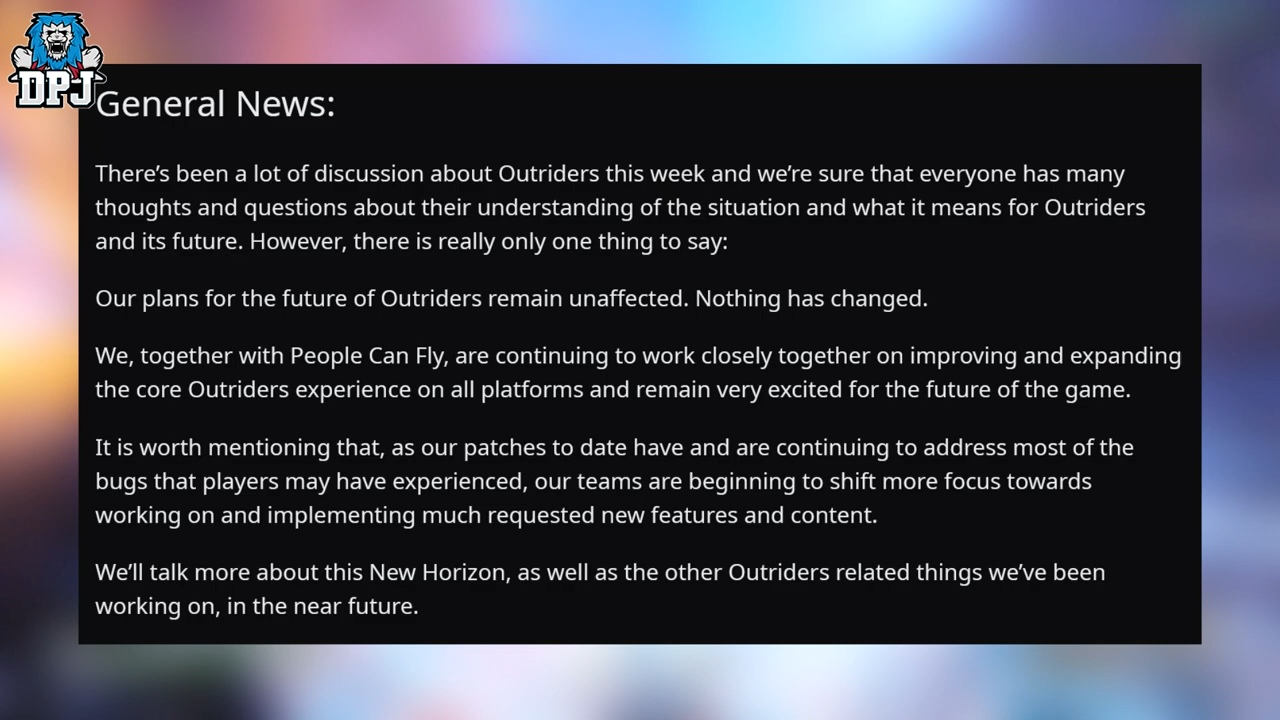 DPJ
General News:
There’s been a lot of discussion about Outriders this week and we’re sure that everyone has many
thoughts and questions about their understanding of the situation and what it means for Outriders
and its future. However, there is really only one thing to say:
Our plans for the future of Outriders remain unaffected. Nothing has changed.
We, together with People Can Fly, are continuing to work closely together on improving and expanding
the core Outriders experience on all platforms and remain very excited for the future of the game.
It is worth mentioning that, as our patches to date have and are continuing to address most of the
bugs that players may have experienced, our teams are beginning to shift more focus towards
working on and implementing much requested new features and content.
We’ll talk more about this New Horizon, as well as the other Outriders related things we’ve been
working on, in the near future.